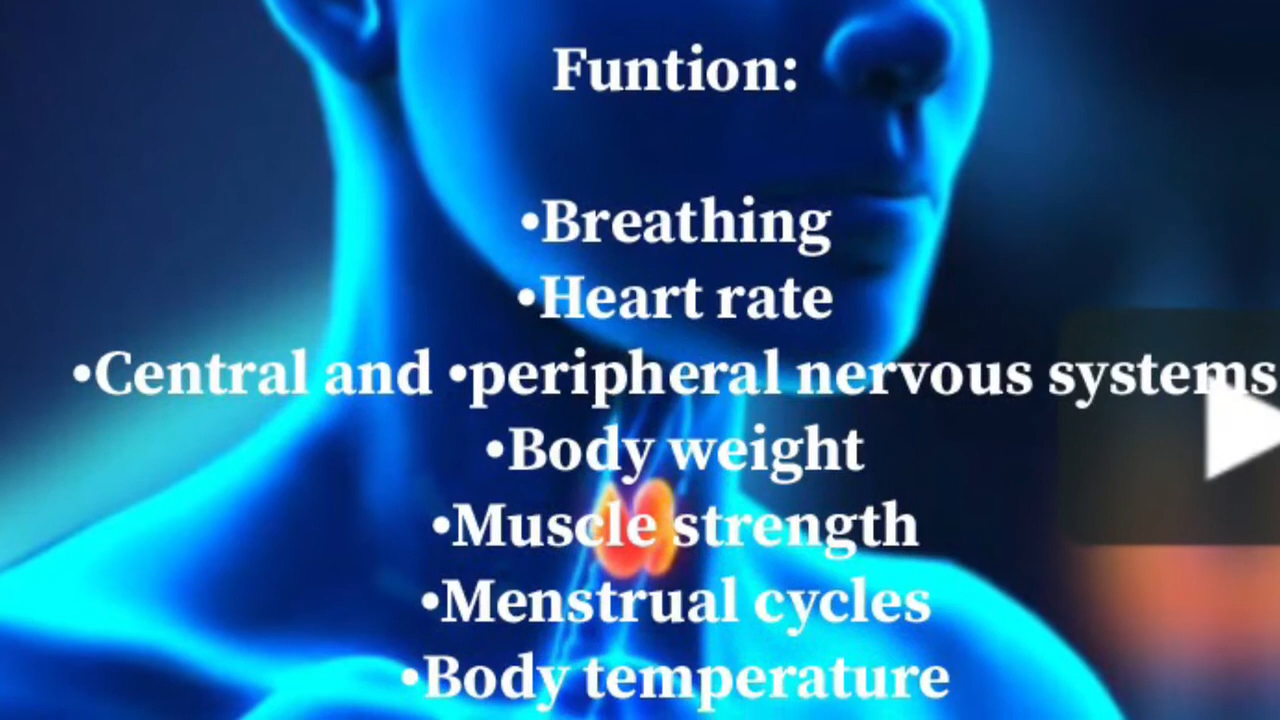 Funtion:
•Breathing
•Heart rate
•Central and •peripheral nervous systems
•Body weight
•Muscle strength
•Menstrual cycles
•Body temperature